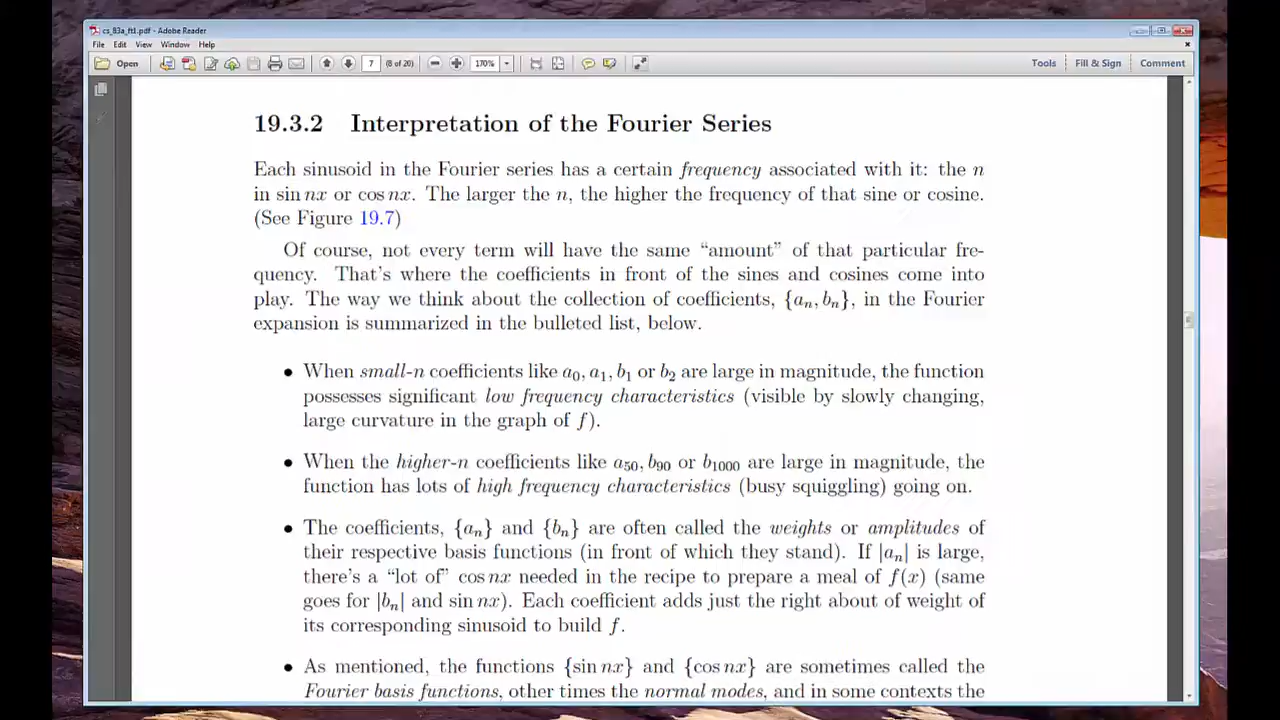 cs_83a_ft1.pdf - Adobe Reader
File Edit View Window Help
Open 7 (8 of 20) 170% Tools Fill & Sign Comment
19.3.2 Interpretation of the Fourier Series
Each sinusoid in the Fourier series has a certain frequency associated with it: the n
in sin nx or cos nx. The larger the n, the higher the frequency of that sine or cosine.
(See Figure 19.7)
Of course, not every term will have the same “amount” of that particular fre-
quency. That's where the coefficients in front of the sines and cosines come into
play. The way we think about the collection of coefficients, {aₙ, bₙ}, in the Fourier
expansion is summarized in the bulleted list, below.
• When small-n coefficients like a₀, a₁, b₁ or b₂ are large in magnitude, the function
possesses significant low frequency characteristics (visible by slowly changing,
large curvature in the graph of f).
• When the higher-n coefficients like a₅₀, b₉₀ or b₁₀₀₀ are large in magnitude, the
function has lots of high frequency characteristics (busy squiggling) going on.
• The coefficients, {aₙ} and {bₙ} are often called the weights or amplitudes of
their respective basis functions (in front of which they stand). If |aₙ| is large,
there's a “lot of” cos nx needed in the recipe to prepare a meal of f(x) (same
goes for |bₙ| and sin nx). Each coefficient adds just the right about of weight of
its corresponding sinusoid to build f.
• As mentioned, the functions {sin nx} and {cos nx} are sometimes called the
Fourier basis functions, other times the normal modes, and in some contexts the